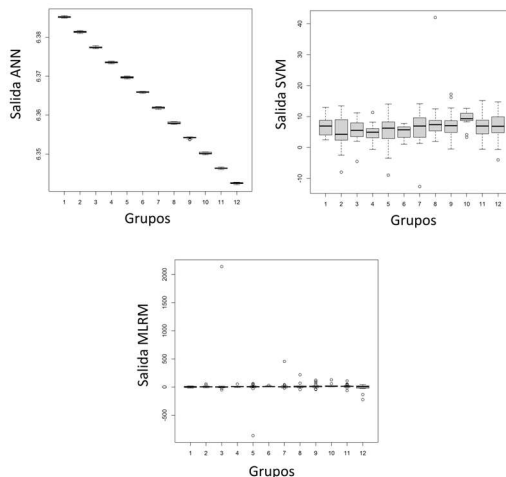 Salida ANN
6.38
6.37
6.36
6.35
1 2 3 4 5 6 7 8 9 10 11 12
Grupos
Salida SVM
40
30
20
10
0
-10
1 2 3 4 5 6 7 8 9 10 11 12
Grupos
Salida MLRM
2000
1500
1000
500
0
-500
1 2 3 4 5 6 7 8 9 10 11 12
Grupos